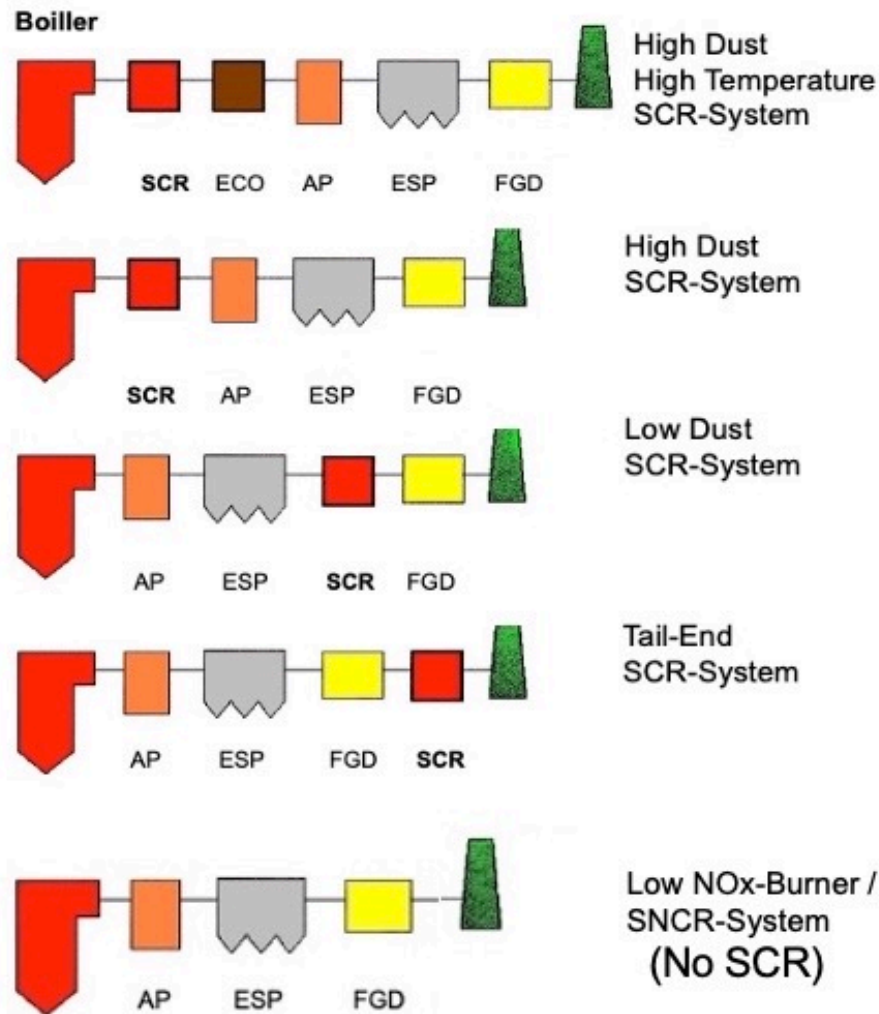 Boiller
High Dust
High Temperature
SCR-System
SCR ECO AP ESP FGD
High Dust
SCR-System
SCR AP ESP FGD
Low Dust
SCR-System
AP ESP SCR FGD
Tail-End
SCR-System
AP ESP FGD SCR
Low NOx-Burner /
SNCR-System
(No SCR)
AP ESP FGD